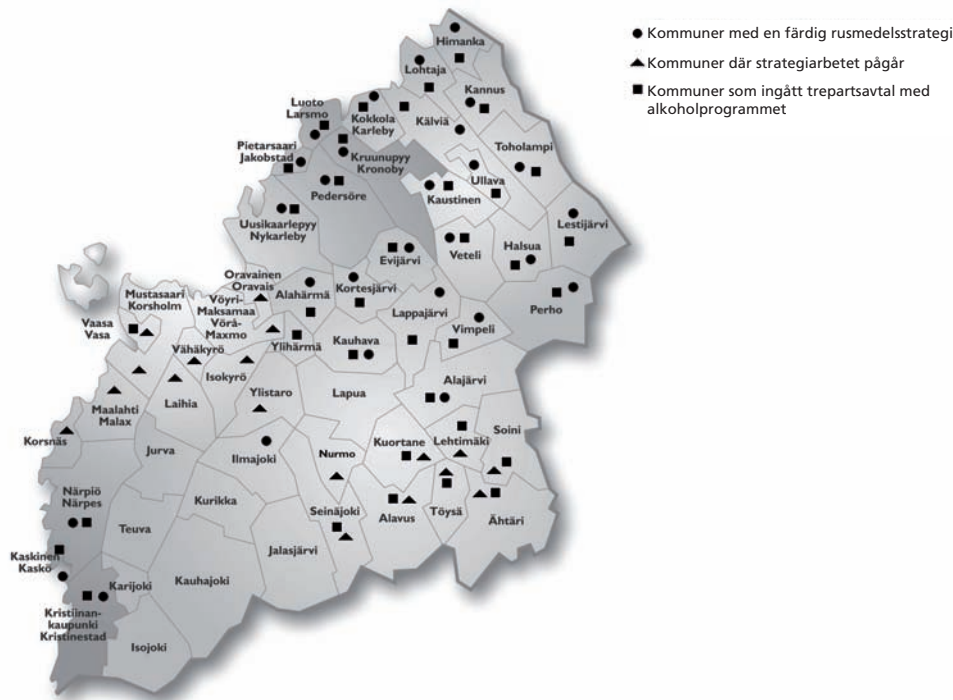 Kommuner med en färdig rusmedelsstrategi
Kommuner där strategiarbetet pågår
Kommuner som ingått trepartsavtal med
alkoholprogrammet
Himanka
Lohtaja
Kannus
Luoto
Larsmo
Kokkola
Karleby
Kälviä
Toholampi
Pietarsaari
Jakobstad
Kruunupyy
Kronoby
Ullava
Pedersöre
Kaustinen
Lestijärvi
Uusikaarlepyy
Nykarleby
Evijärvi
Veteli
Halsua
Oravainen
Oravais
Alahärmä
Kortesjärvi
Perho
Mustasaari
Korsholm
Vöyri-
Maksamaa
Vörå-
Maxmo
Lappajärvi
Vimpeli
Vaasa
Vasa
Ylihärmä
Kauhava
Vähäkyrö
Isokyrö
Ylistaro
Lapua
Alajärvi
Laihia
Maalahti
Malax
Korsnäs
Jurva
Ilmajoki
Nurmo
Kuortane
Lehtimäki
Soini
Närpiö
Närpes
Kurikka
Seinäjoki
Alavus
Töysä
Ähtäri
Teuva
Kaskinen
Kaskö
Jalasjärvi
Karijoki
Kauhajoki
Kristiinan-
kaupunki
Kristinestad
Isojoki